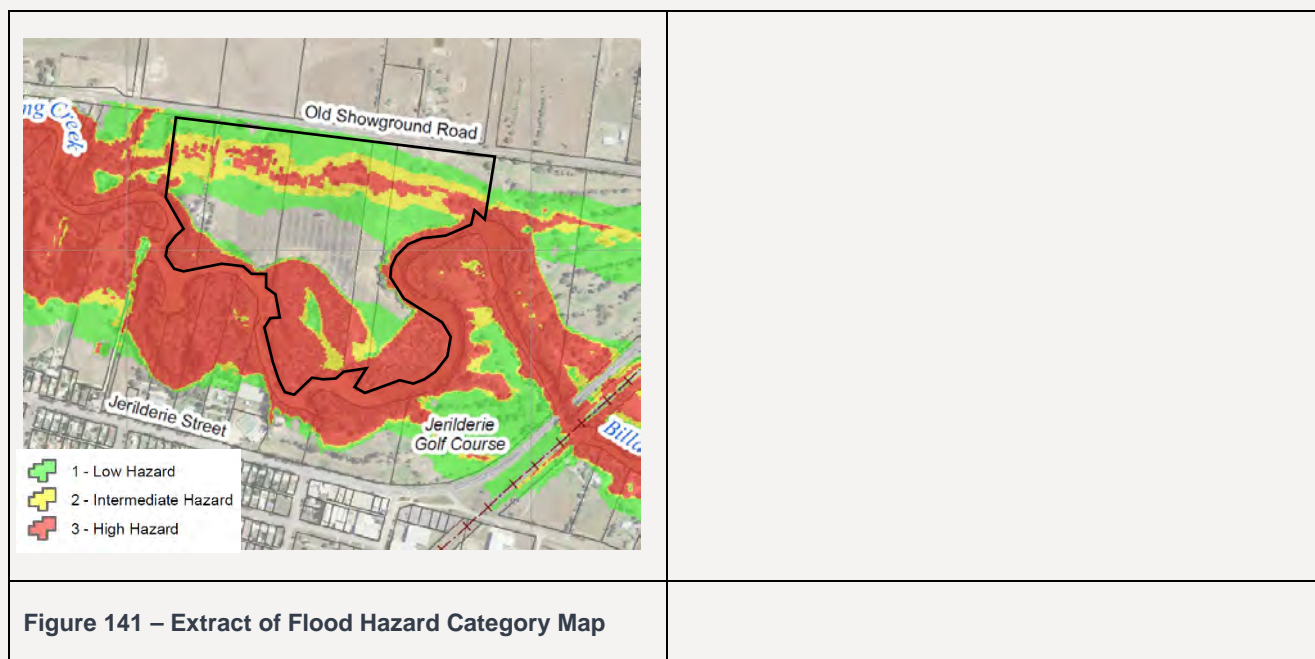 ng Creek
Old Showground Road
Jerilderie Street
Jerilderie
Golf Course
Billa
1 - Low Hazard
2 - Intermediate Hazard
3 - High Hazard
Figure 141 – Extract of Flood Hazard Category Map